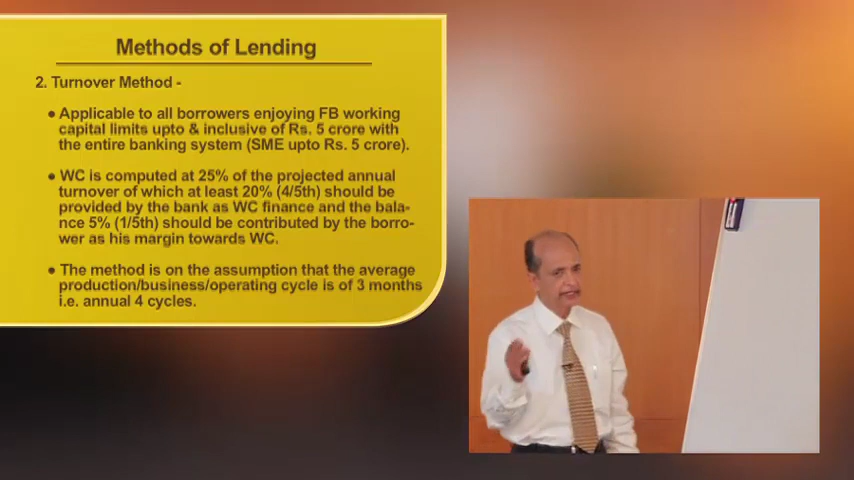 Methods of Lending
2. Turnover Method -
● Applicable to all borrowers enjoying FB working
capital limits upto & inclusive of Rs. 5 crore with
the entire banking system (SME upto Rs. 5 crore).
● WC is computed at 25% of the projected annual
turnover of which at least 20% (4/5th) should be
provided by the bank as WC finance and the bala-
nce 5% (1/5th) should be contributed by the borro-
wer as his margin towards WC.
● The method is on the assumption that the average
production/business/operating cycle is of 3 months
i.e. annual 4 cycles.